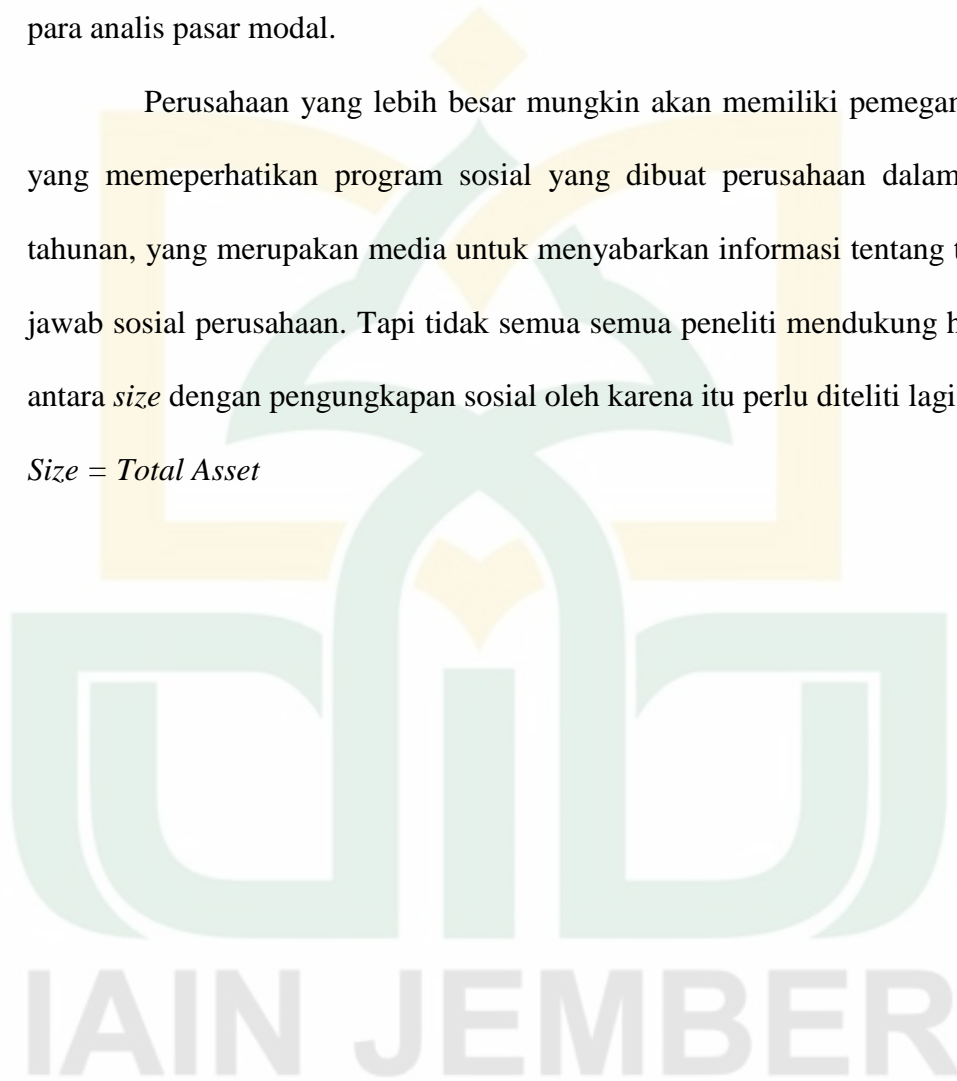 para analis pasar modal.
Perusahaan yang lebih besar mungkin akan memiliki
yang memeperhatikan program sosial yang dibuat perusahaan dalam
tahunan, yang merupakan media untuk menyabarkan informasi tentang
jawab sosial perusahaan. Tapi tidak semua semua peneliti mendukung
antara size dengan pengungkapan sosial oleh karena itu perlu diteliti lagi
Size = Total Asset
IAIN JEMBER